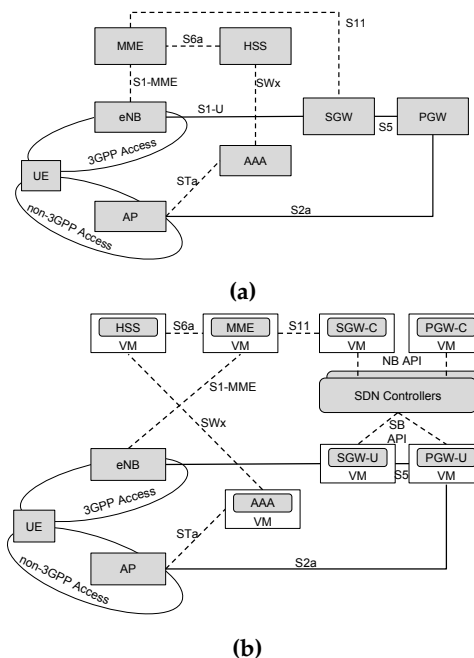 S11
MME
S6a
HSS
S1-MME
SWx
eNB
S1-U
SGW
PGW
S5
3GPP Access
UE
AAA
STa
AP
S2a
non-3GPP Access
(a)
HSS
S6a
MME
S11
SGW-C
PGW-C
VM
VM
VM
VM
NB API
S1-MME
SDN Controllers
SWx
SB
API
eNB
SGW-U
PGW-U
S5
VM
VM
3GPP Access
AAA
VM
UE
STa
AP
S2a
non-3GPP Access
(b)